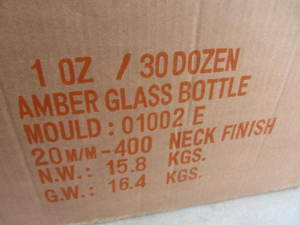 1 OZ / 30 DOZEN
AMBER GLASS BOTTLE
MOULD : 01002 E
20 M/M-400 NECK FINISH
N.W. : 15.8 KGS.
G.W. : 16.4 KGS.